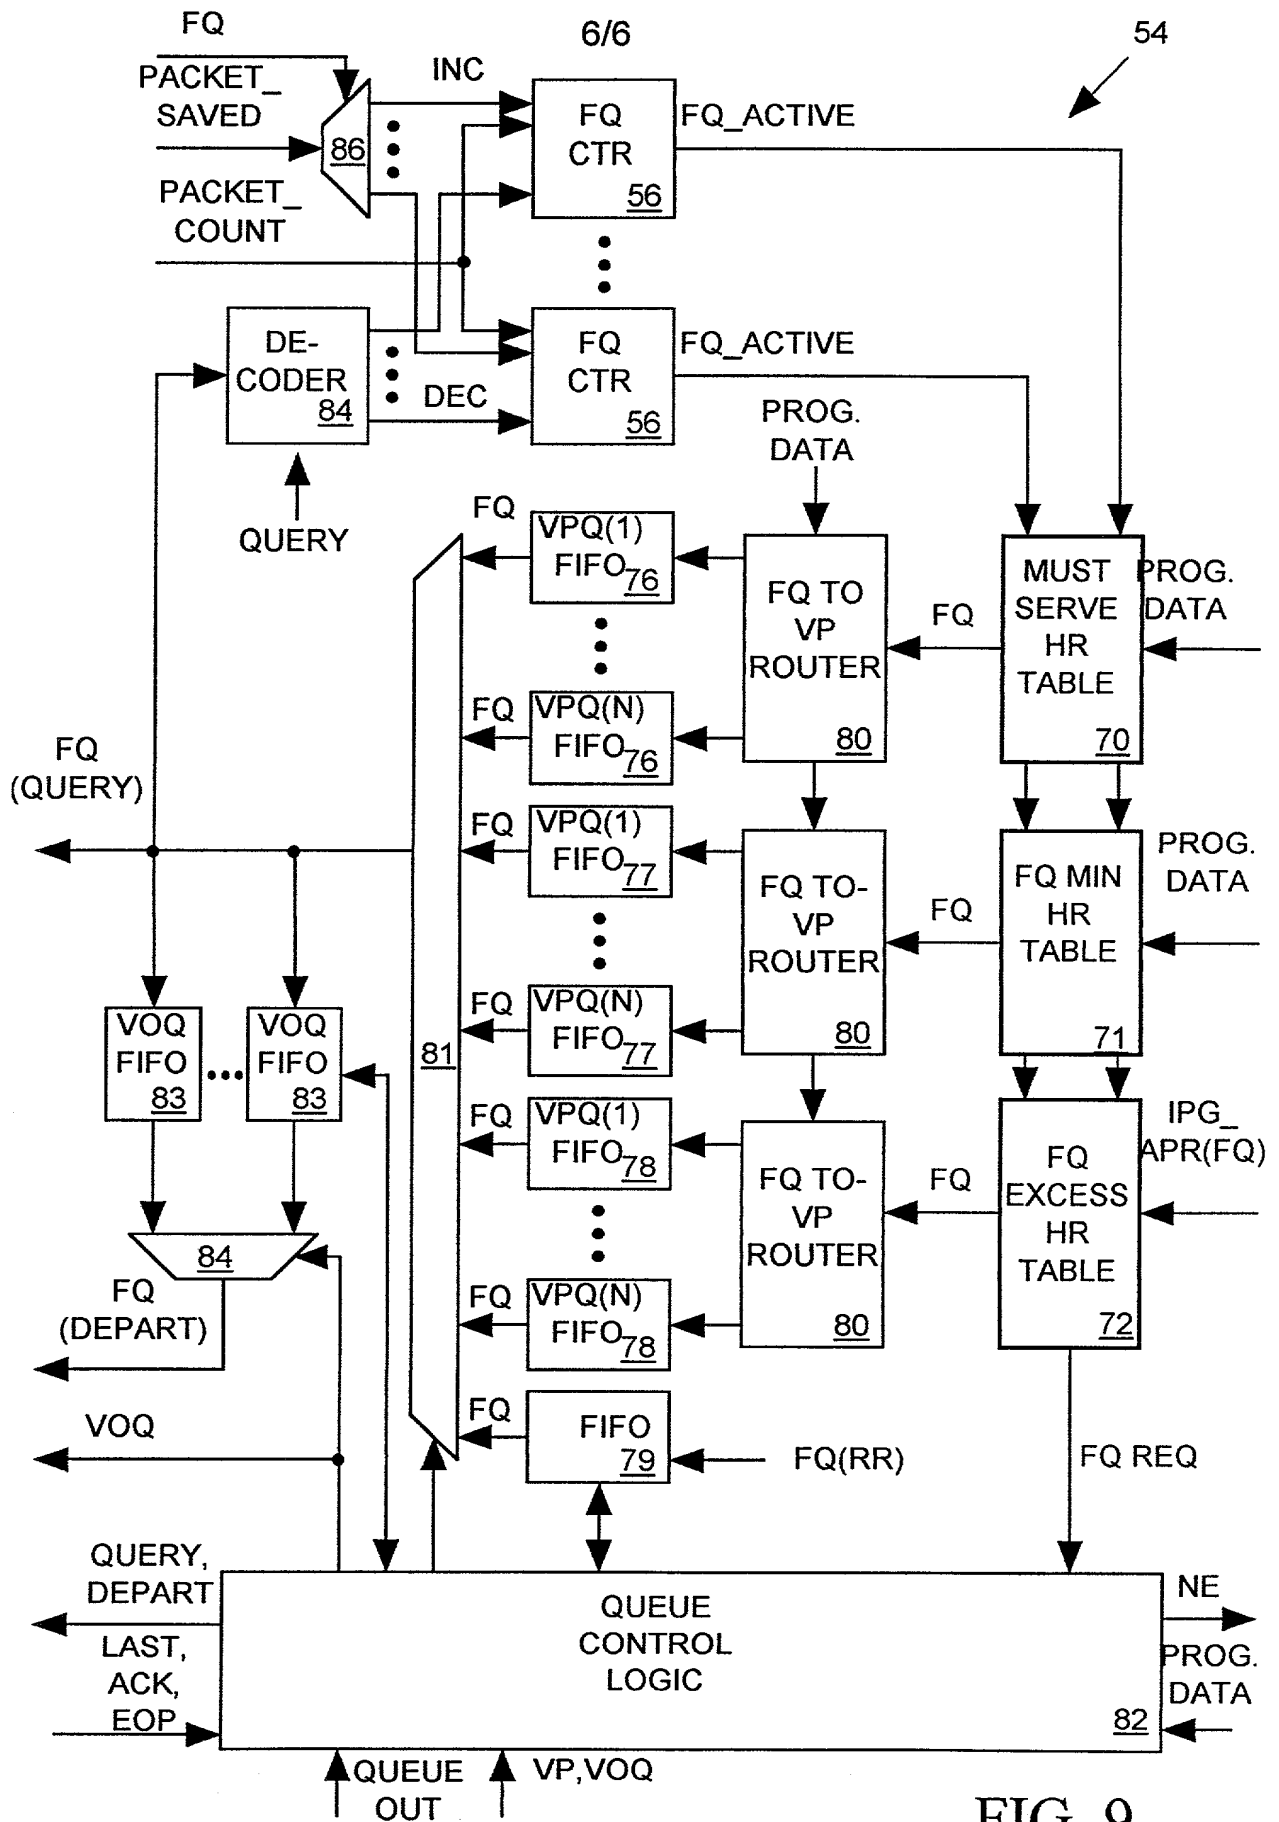 6/6
54
FQ
PACKET_
SAVED
86
INC
FQ
CTR
56
FQ_ACTIVE
PACKET_
COUNT
DE-
CODER
84
DEC
QUERY
FQ
CTR
56
FQ_ACTIVE
PROG.
DATA
FQ
VPQ(1)
FIFO 76
FQ TO
VP
ROUTER
80
FQ
MUST
SERVE
HR
TABLE
70
PROG.
DATA
FQ
VPQ(N)
FIFO 76
FQ
(QUERY)
FQ
VPQ(1)
FIFO 77
FQ TO-
VP
ROUTER
80
FQ
FQ MIN
HR
TABLE
71
PROG.
DATA
FQ
VPQ(N)
FIFO 77
81
VOQ
FIFO
83
VOQ
FIFO
83
FQ
VPQ(1)
FIFO 78
FQ TO-
VP
ROUTER
80
FQ
FQ
EXCESS
HR
TABLE
72
IPG_
APR(FQ)
FQ
VPQ(N)
FIFO 78
84
FQ
(DEPART)
VOQ
FQ
FIFO
79
FQ(RR)
FQ REQ
QUERY,
DEPART
LAST,
ACK,
EOP
QUEUE
CONTROL
LOGIC
82
NE
PROG.
DATA
QUEUE
OUT
VP,VOQ
FIG. 9